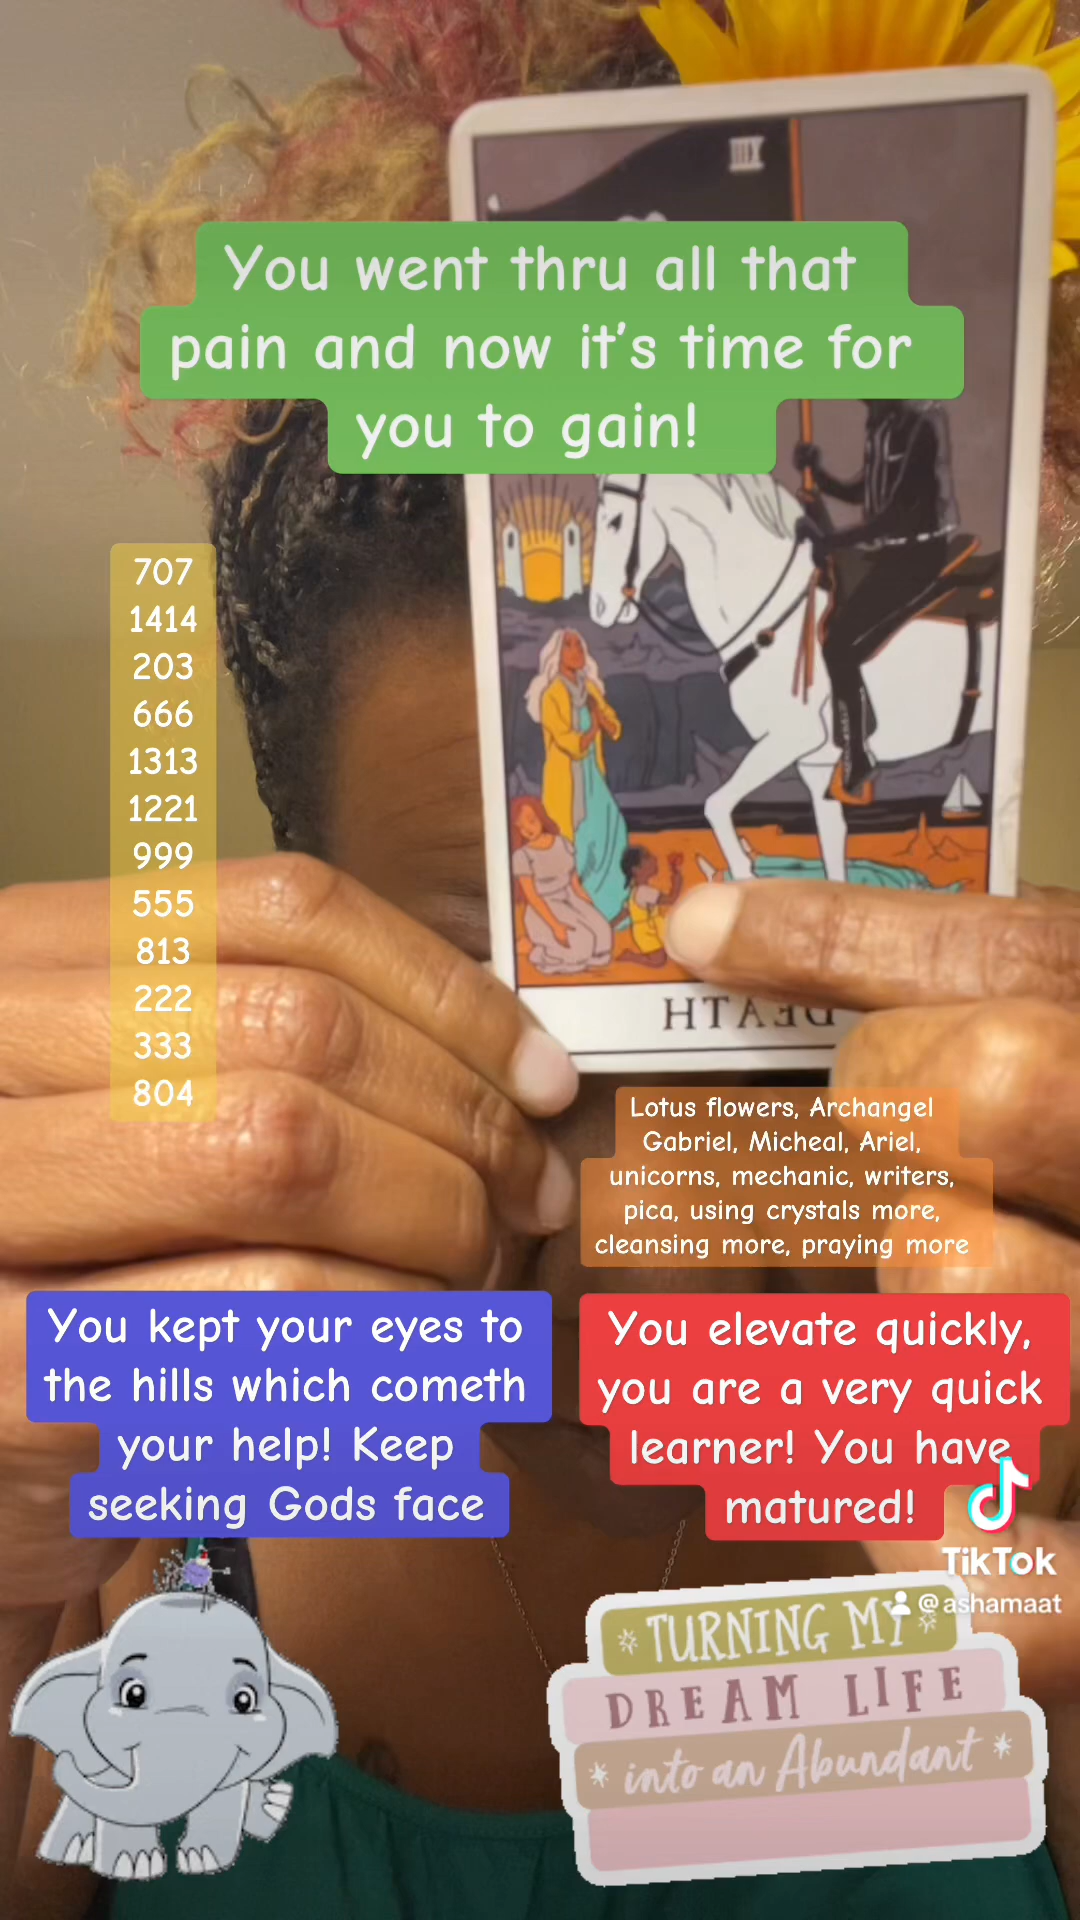 XIII
You went thru all that
pain and now it's time for
you to gain!
707
1414
203
666
1313
1221
999
555
813
222
333
804
DEATH
Lotus flowers, Archangel
Gabriel, Micheal, Ariel,
unicorns, mechanic, writers,
pica, using crystals more,
cleansing more, praying more
You kept your eyes to
the hills which cometh
your help! Keep
seeking Gods face
You elevate quickly,
you are a very quick
learner! You have
matured!
TikTok
@ashamaat
TURNING MY
DREAM LIFE
into an Abundant